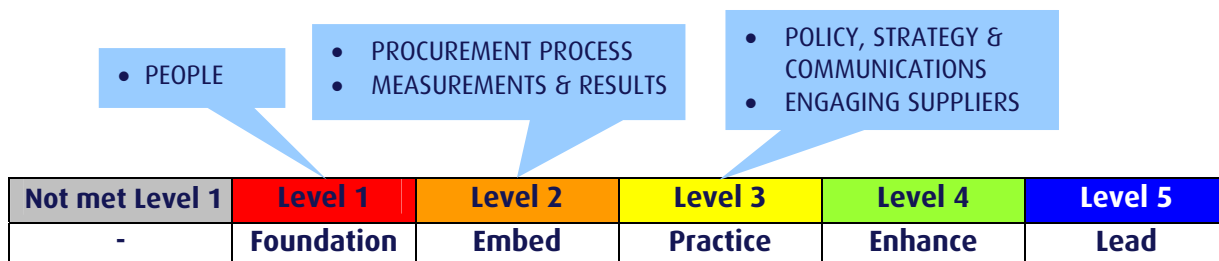 • PEOPLE
• PROCUREMENT PROCESS
• MEASUREMENTS & RESULTS
• POLICY, STRATEGY &
COMMUNICATIONS
• ENGAGING SUPPLIERS
Not met Level 1 Level 1 Level 2 Level 3 Level 4 Level 5
- Foundation Embed Practice Enhance Lead